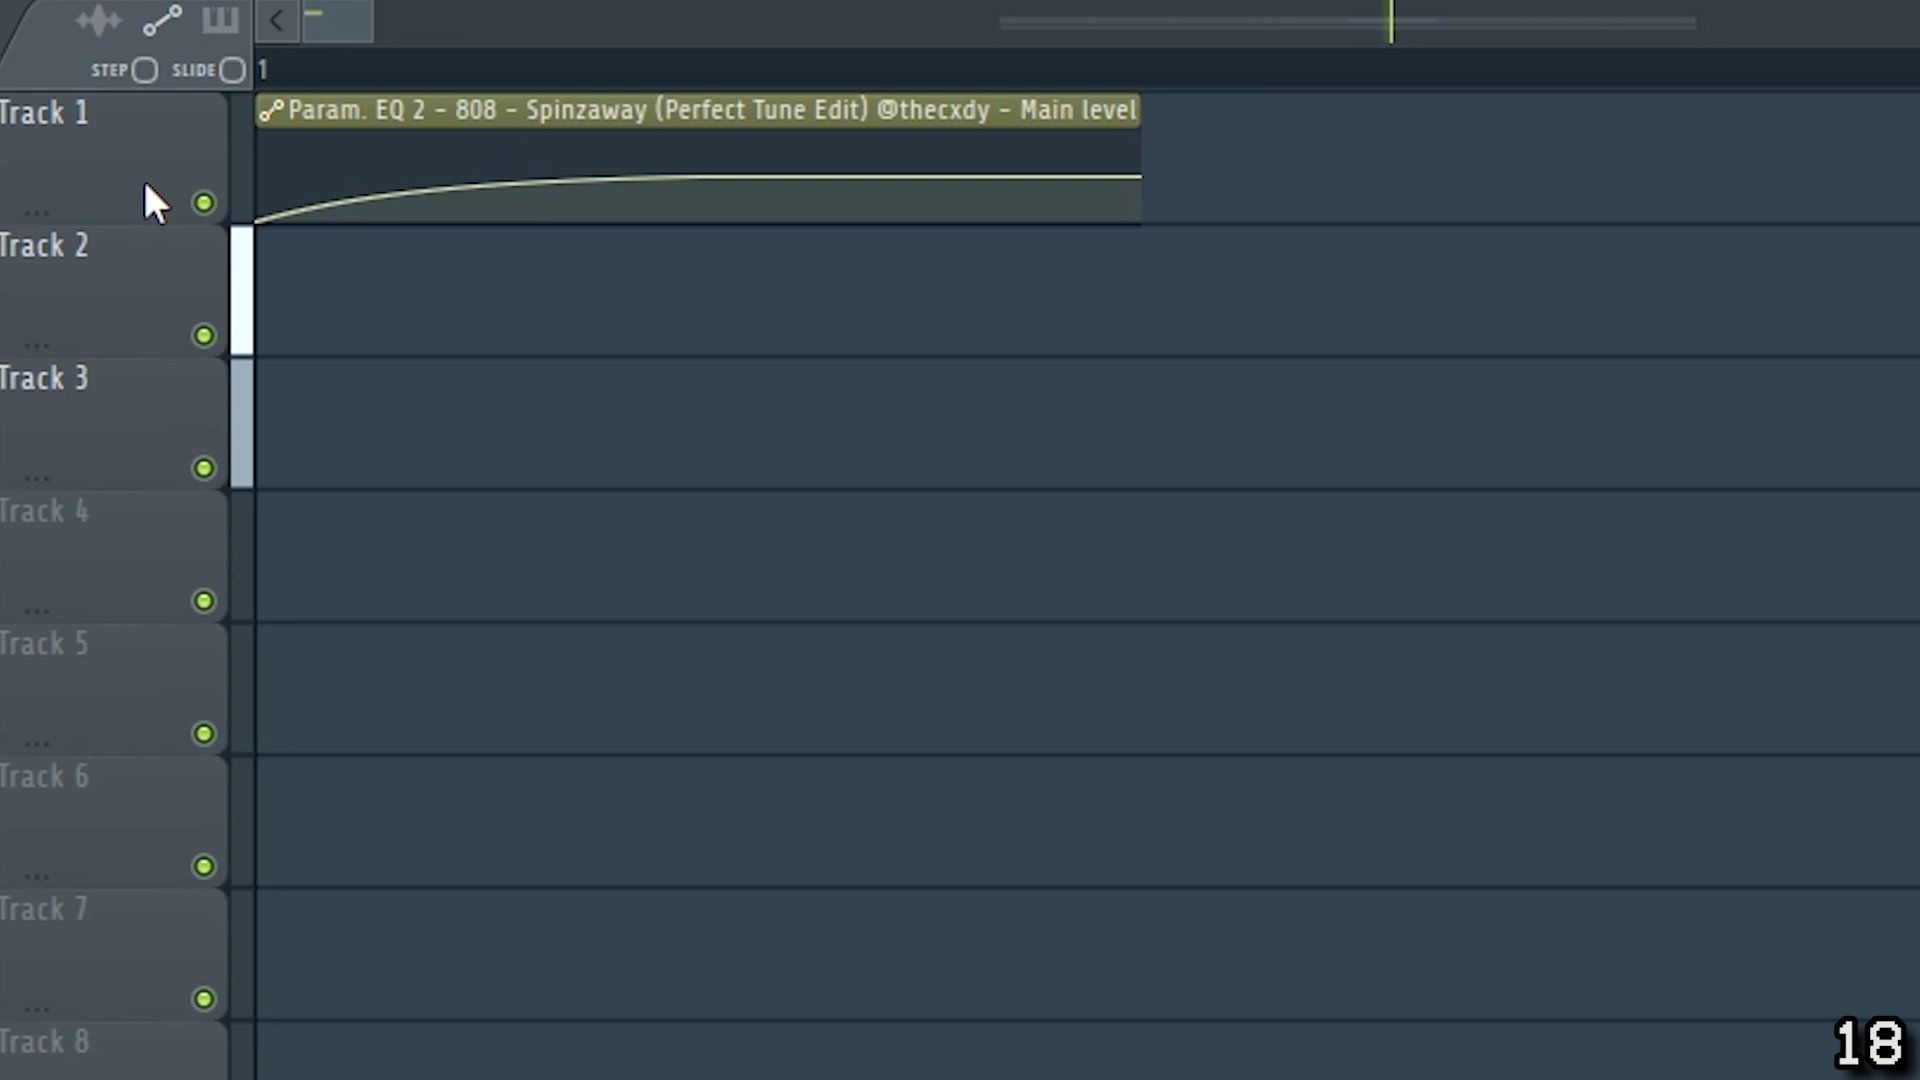 STEP SLIDE 1
Track 1
Param. EQ 2 - 808 - Spinzaway (Perfect Tune Edit) @thecxdy - Main level
Track 2
Track 3
Track 4
Track 5
Track 6
Track 7
Track 8
18